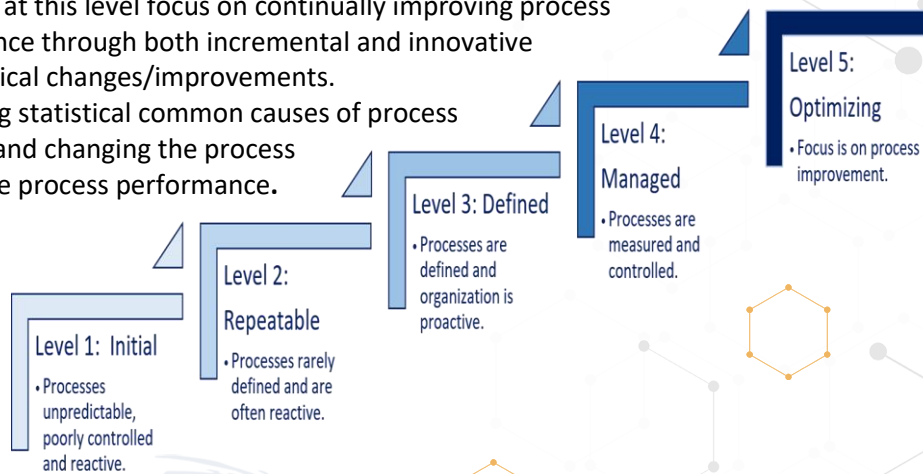 at this level focus on continually improving process
through both incremental and innovative
changes/improvements.
statistical common causes of process
and changing the process
process performance.
Level 5:
Optimizing
• Focus is on process
improvement.
Level 4:
Managed
• Processes are
measured and
controlled.
Level 3: Defined
• Processes are
defined and
organization is
proactive.
Level 2:
Repeatable
• Processes rarely
defined and are
often reactive.
Level 1: Initial
• Processes
unpredictable,
poorly controlled
and reactive.